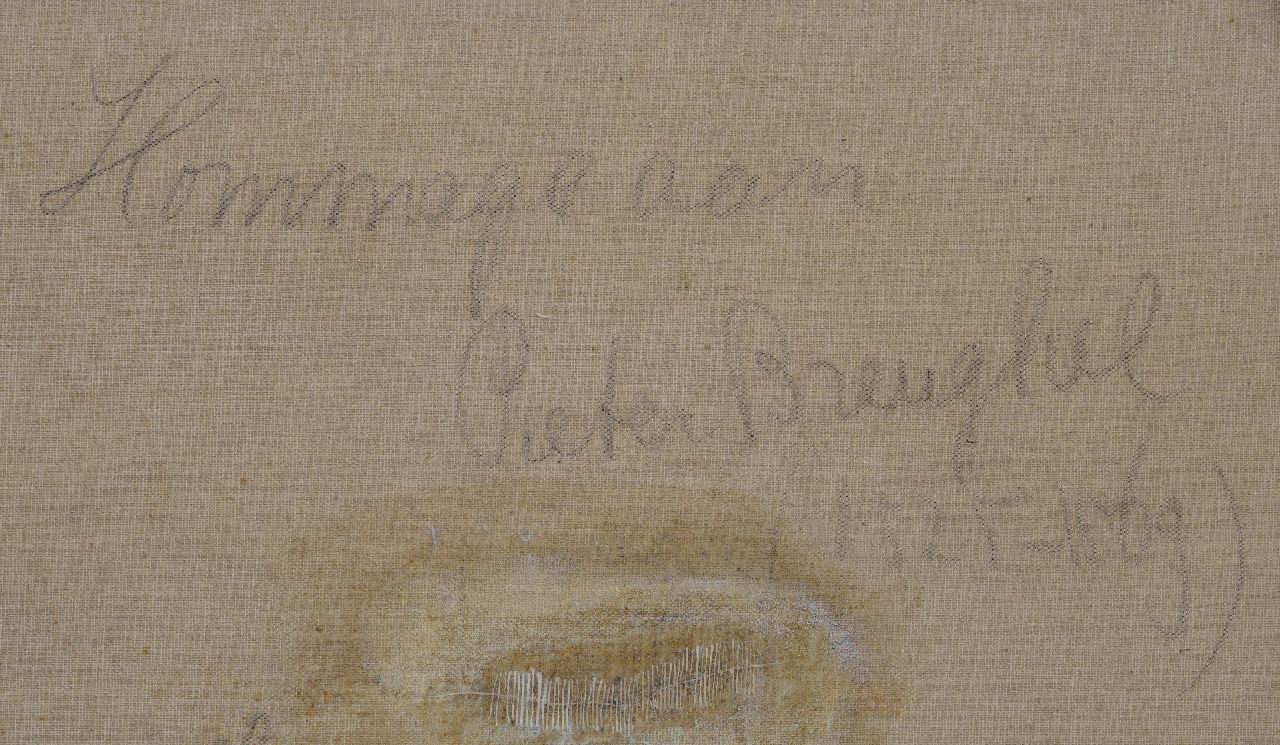 Hommage aan
Pieter Breughel
(1525-1569)